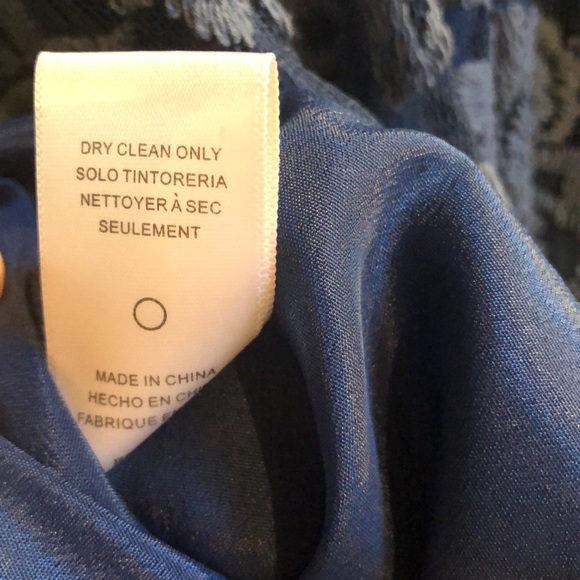 DRY CLEAN ONLY
SOLO TINTORERIA
NETTOYER À SEC
SEULEMENT
MADE IN CHINA
HECHO EN
FABRIQUE